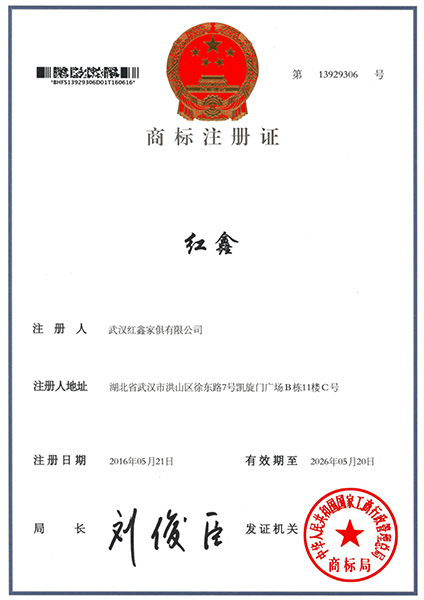 *BHFS13929306D01T160616*
第 13929306 号
商标注册证
红鑫
注册人 武汉红鑫家俱有限公司
注册人地址 湖北省武汉市洪山区徐东路7号凯旋门广场B栋11楼C号
注册日期 2016年05月21日 有效期至 2026年05月20日
局长 刘俊臣 发证机关
中华人民共和国国家工商行政管理总局
商标局